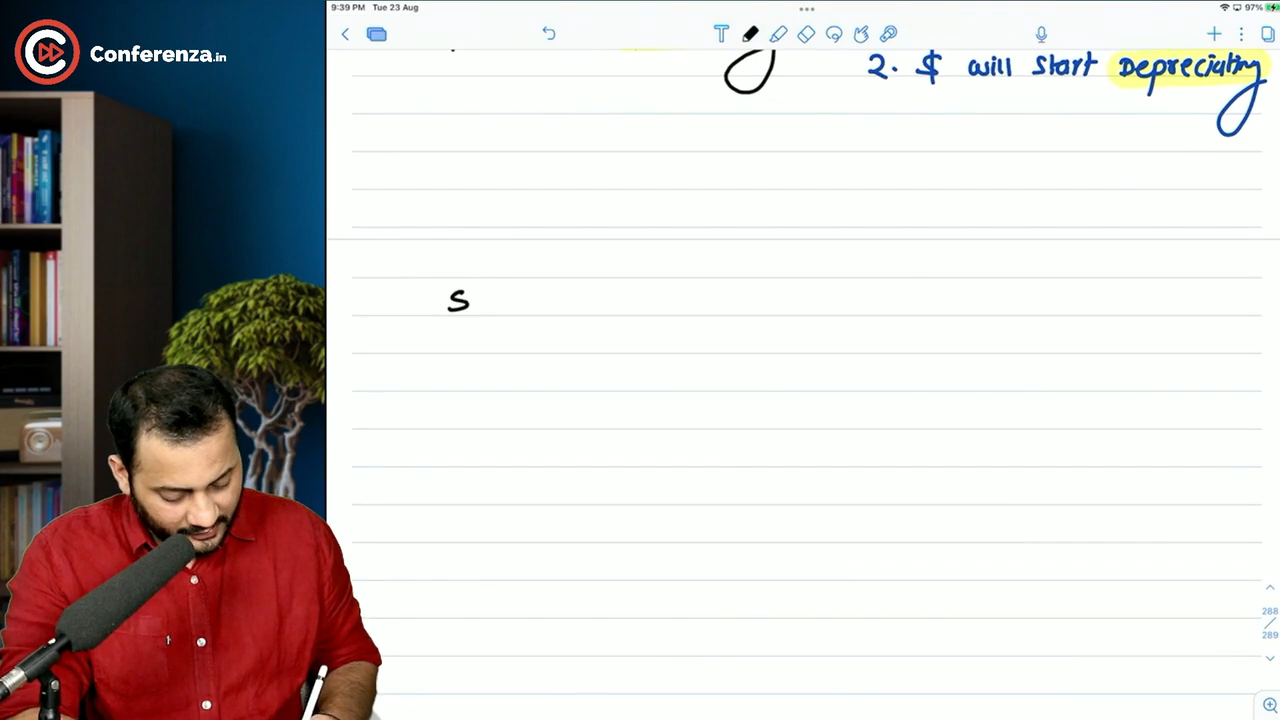 9:39 PM Tue 23 Aug
97%
Conferenza.in
2. $ will start Depreciating
S
288
289